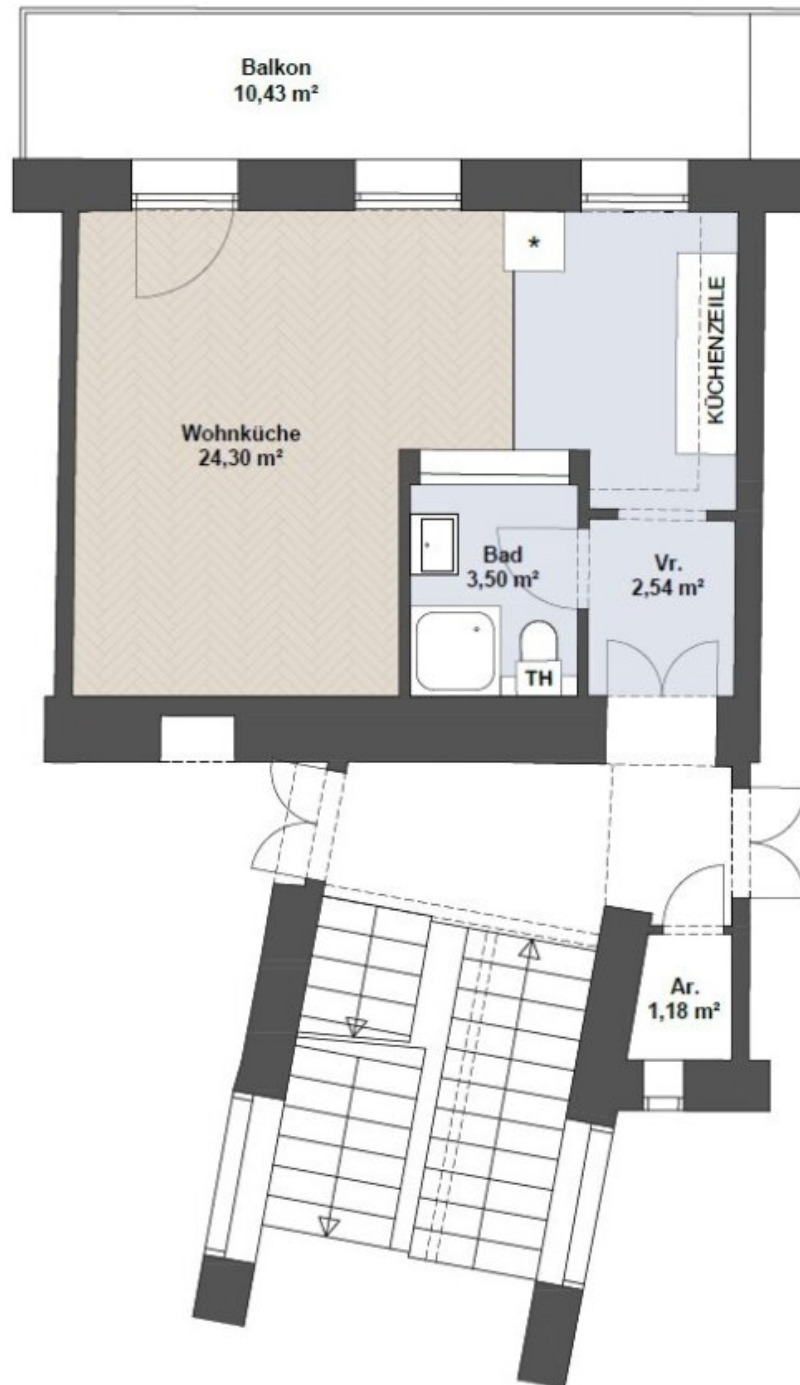 Balkon
10,43 m²
*
KÜCHENZEILE
Wohnküche
24,30 m²
Bad
3,50 m²
Vr.
2,54 m²
TH
Ar.
1,18 m²